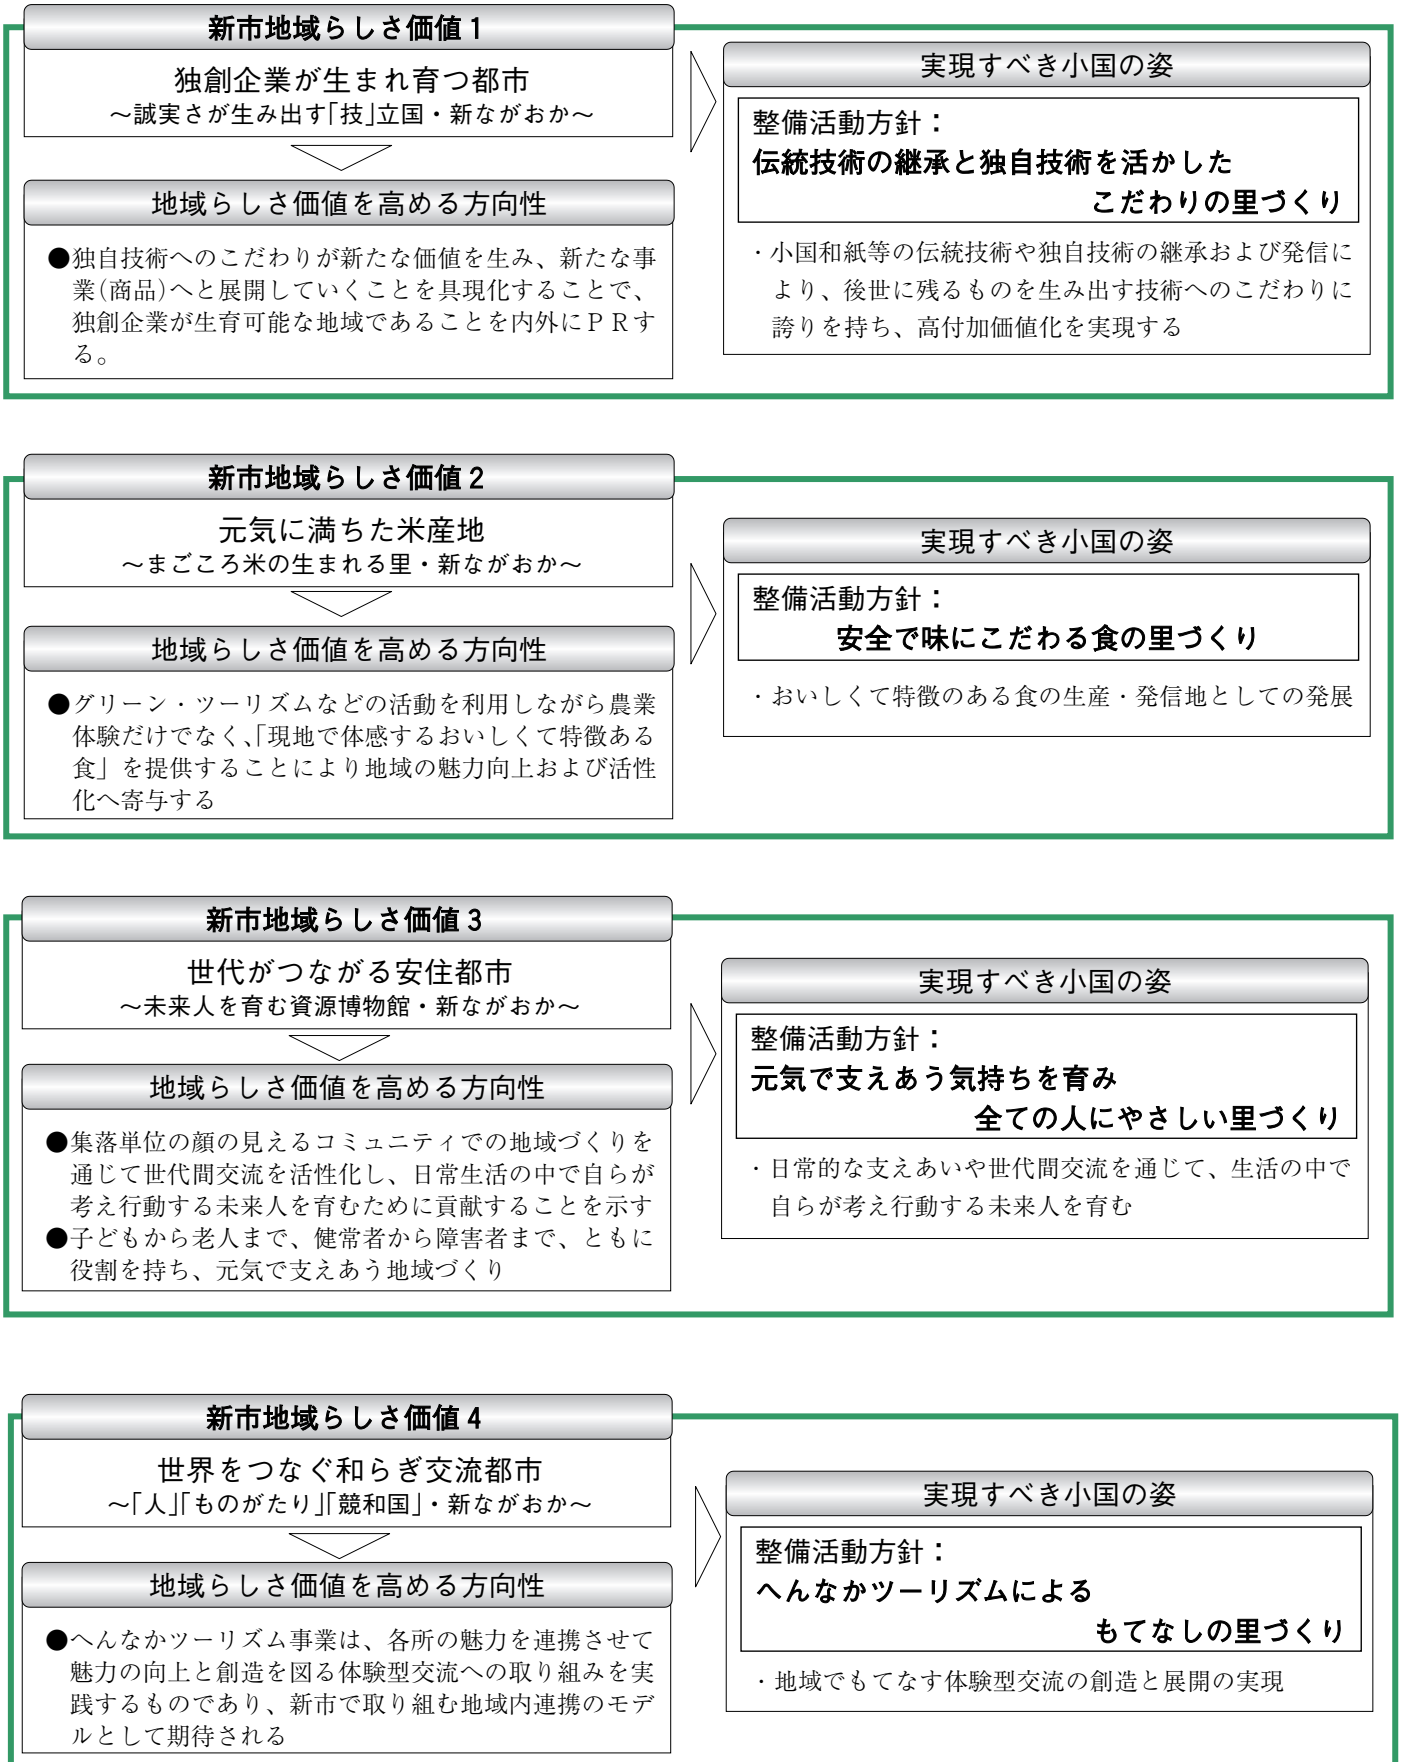 新市地域らしさ価値１
独創企業が生まれ育つ都市
～誠実さが生み出す「技」立国・新ながおか～
地域らしさ価値を高める方向性
●独自技術へのこだわりが新たな価値を生み、新たな事
業(商品)へと展開していくことを具現化することで、
独創企業が生育可能な地域であることを内外にＰＲす
る。
実現すべき小国の姿
整備活動方針：
伝統技術の継承と独自技術を活かした
こだわりの里づくり
・小国和紙等の伝統技術や独自技術の継承および発信に
より、後世に残るものを生み出す技術へのこだわりに
誇りを持ち、高付加価値化を実現する
新市地域らしさ価値２
元気に満ちた米産地
～まごころ米の生まれる里・新ながおか～
地域らしさ価値を高める方向性
●グリーン・ツーリズムなどの活動を利用しながら農業
体験だけでなく、「現地で体感するおいしくて特徴ある
食」を提供することにより地域の魅力向上および活性
化へ寄与する
実現すべき小国の姿
整備活動方針：
安全で味にこだわる食の里づくり
・おいしくて特徴のある食の生産・発信地としての発展
新市地域らしさ価値３
世代がつながる安住都市
～未来人を育む資源博物館・新ながおか～
地域らしさ価値を高める方向性
●集落単位の顔の見えるコミュニティでの地域づくりを
通じて世代間交流を活性化し、日常生活の中で自らが
考え行動する未来人を育むために貢献することを示す
●子どもから老人まで、健常者から障害者まで、ともに
役割を持ち、元気で支えあう地域づくり
実現すべき小国の姿
整備活動方針：
元気で支えあう気持ちを育み
全ての人にやさしい里づくり
・日常的な支えあいや世代間交流を通じて、生活の中で
自らが考え行動する未来人を育む
新市地域らしさ価値４
世界をつなぐ和らぎ交流都市
～「人」「ものがたり」「競和国」・新ながおか～
地域らしさ価値を高める方向性
●へんなかツーリズム事業は、各所の魅力を連携させて
魅力の向上と創造を図る体験型交流への取り組みを実
践するものであり、新市で取り組む地域内連携のモデ
ルとして期待される
実現すべき小国の姿
整備活動方針：
へんなかツーリズムによる
もてなしの里づくり
・地域でもてなす体験型交流の創造と展開の実現